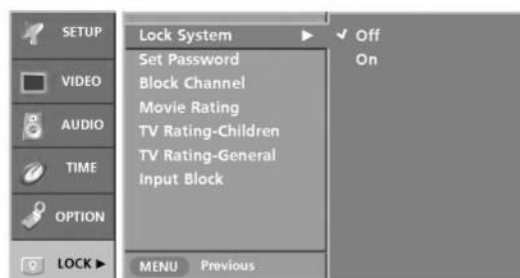 SETUP
VIDEO
AUDIO
TIME
OPTION
LOCK ►
Lock System ►
Set Password
Block Channel
Movie Rating
TV Rating-Children
TV Rating-General
Input Block
MENU Previous
✔ Off
On